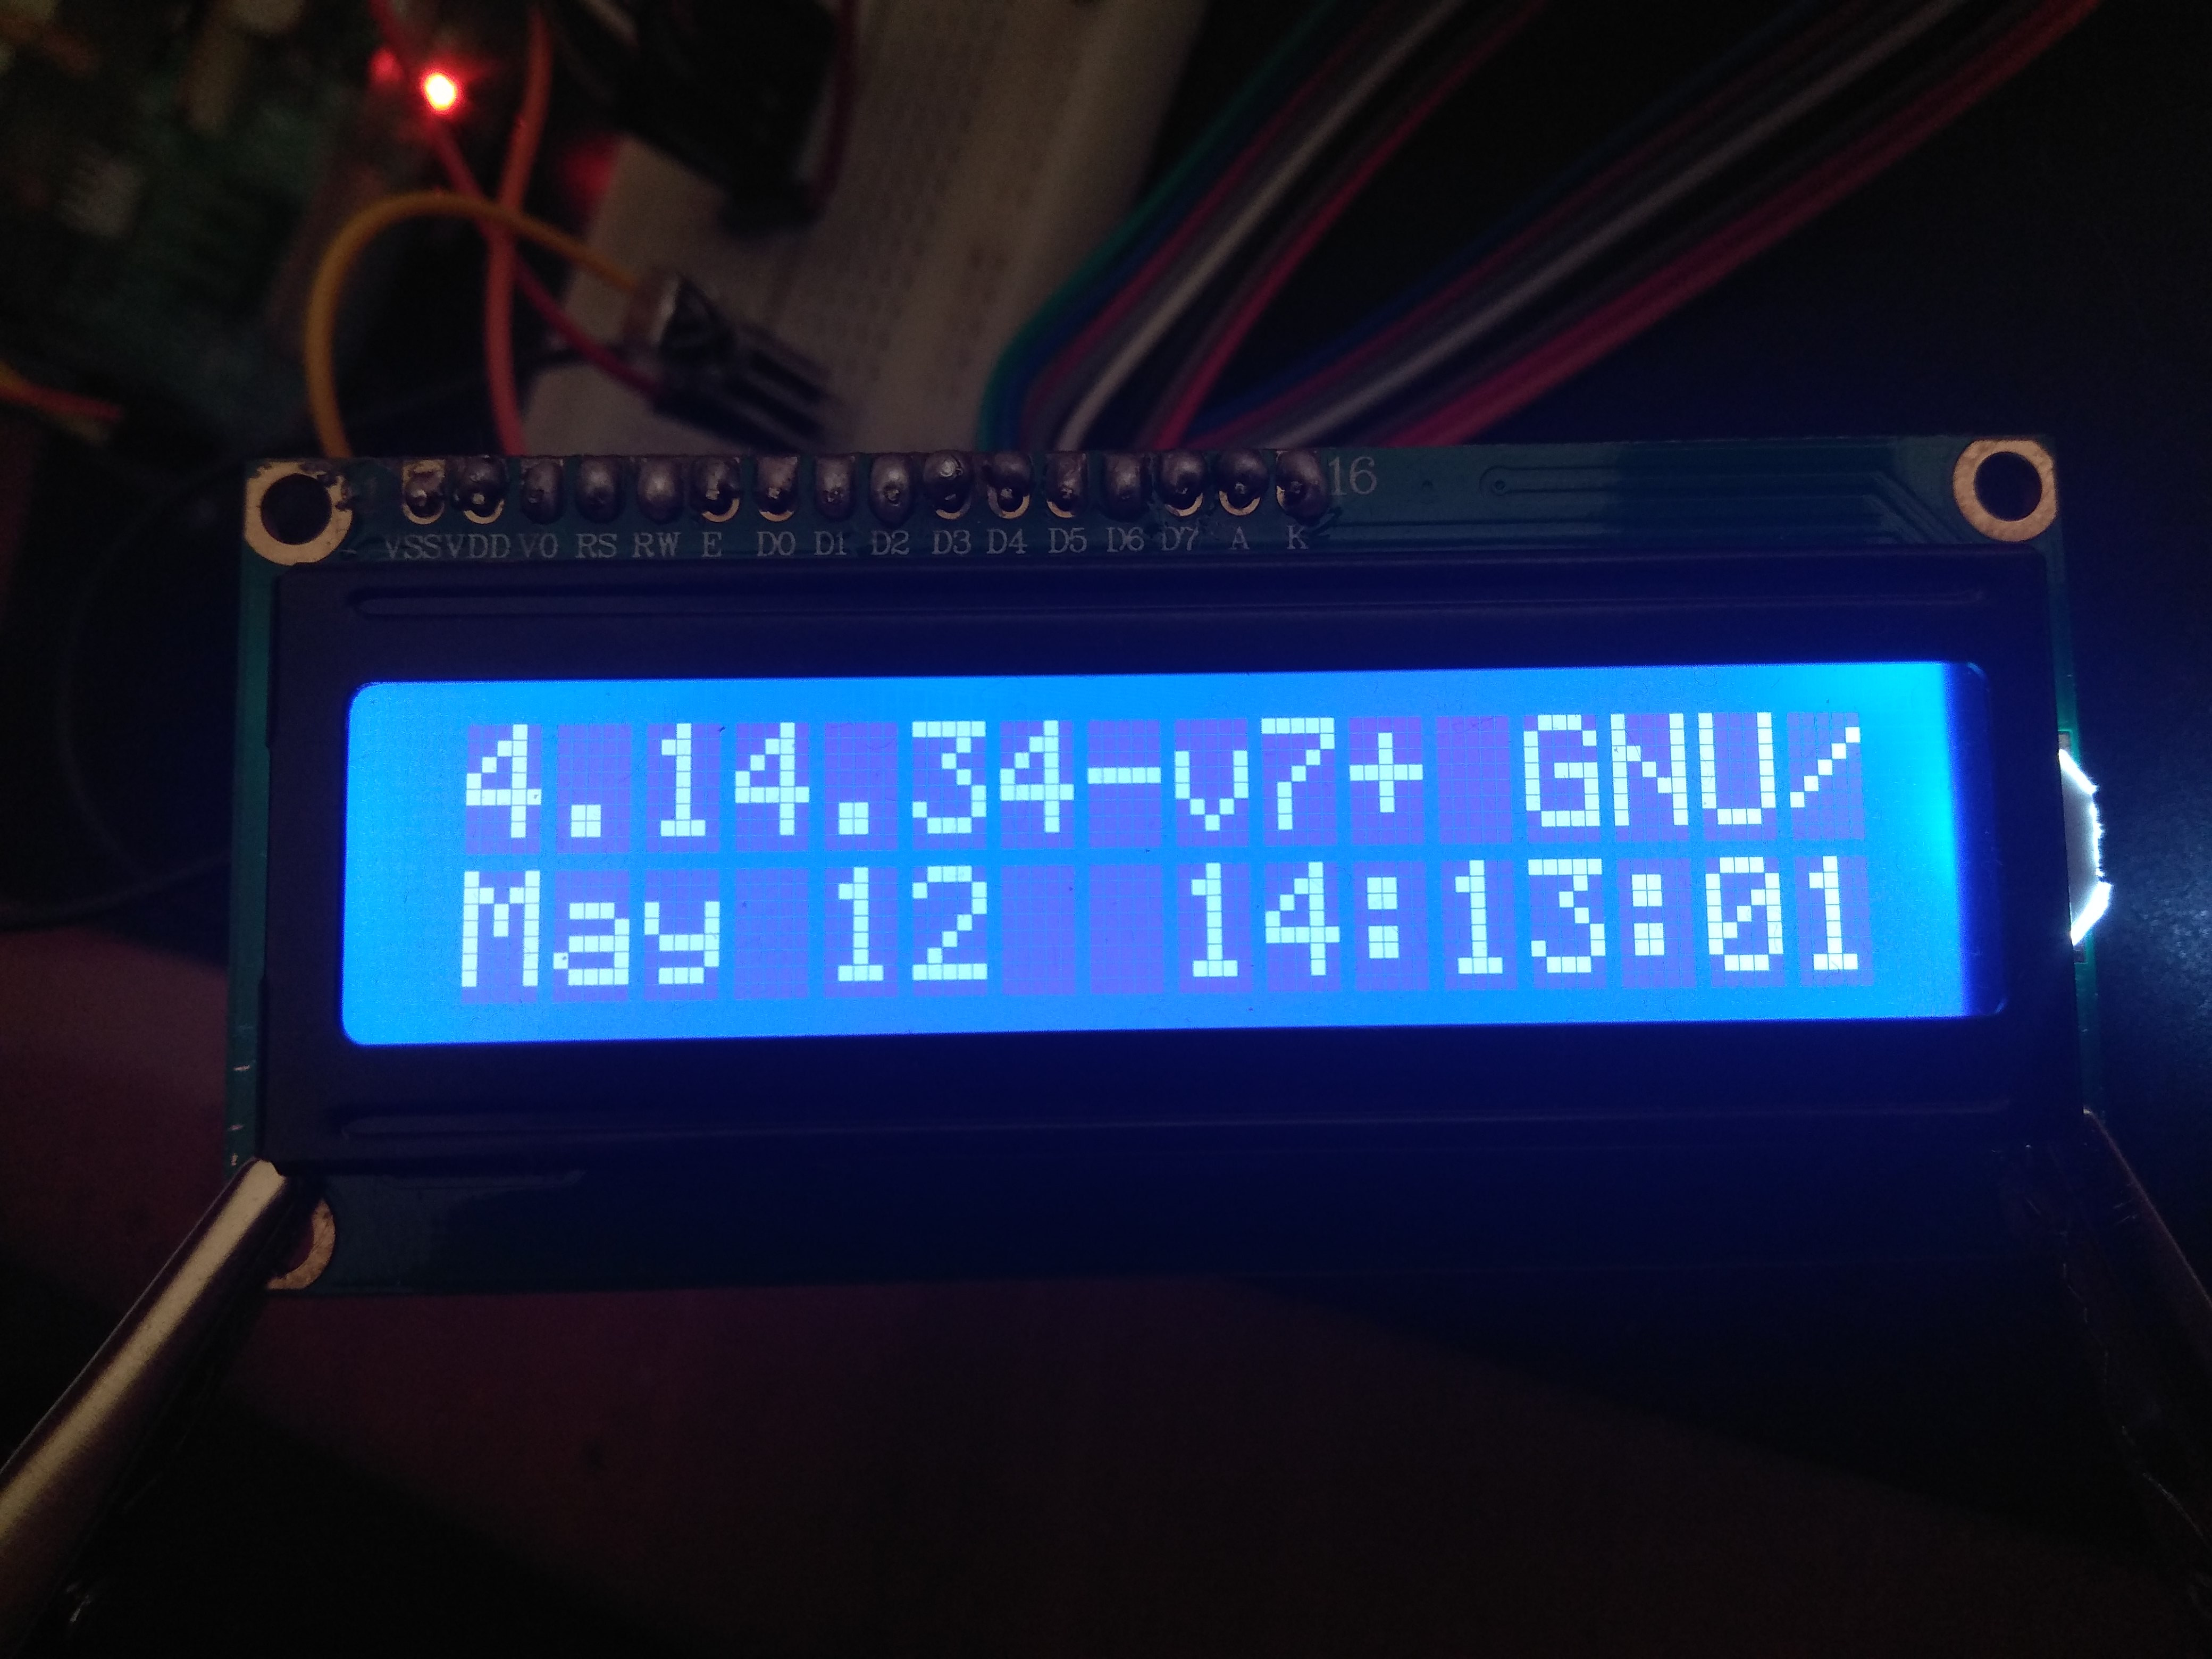 16
VSS VDD V0 RS RW E D0 D1 D2 D3 D4 D5 D6 D7 A K
4.14.34-v7+ GNU/
May 12  14:13:01